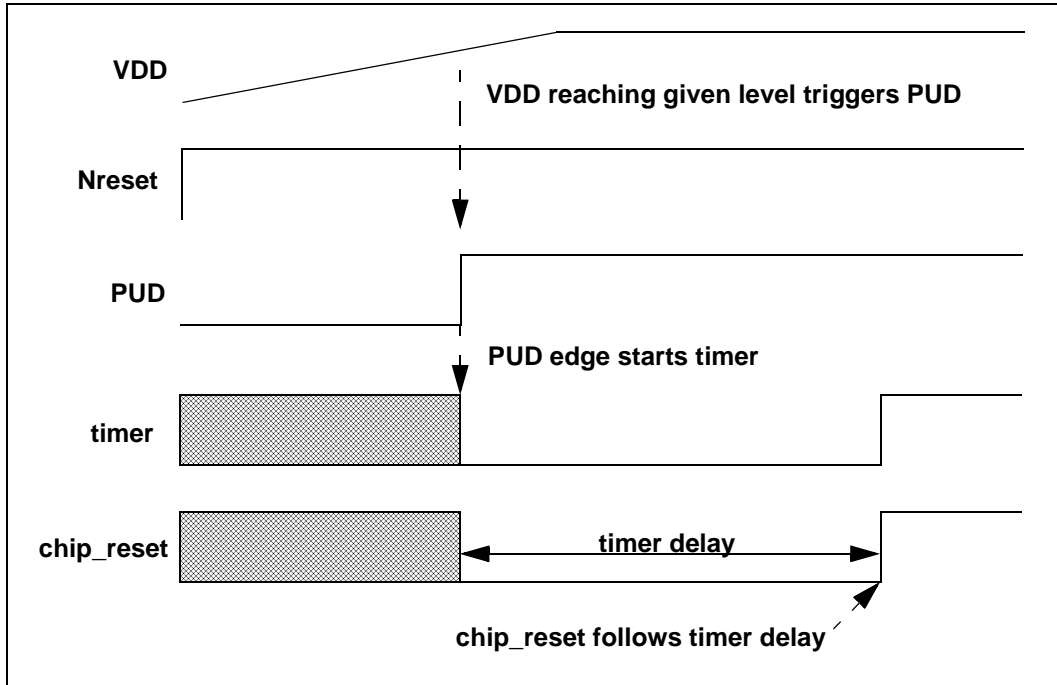 VDD
VDD reaching given level triggers PUD
Nreset
PUD
PUD edge starts timer
timer
chip_reset
timer delay
chip_reset follows timer delay